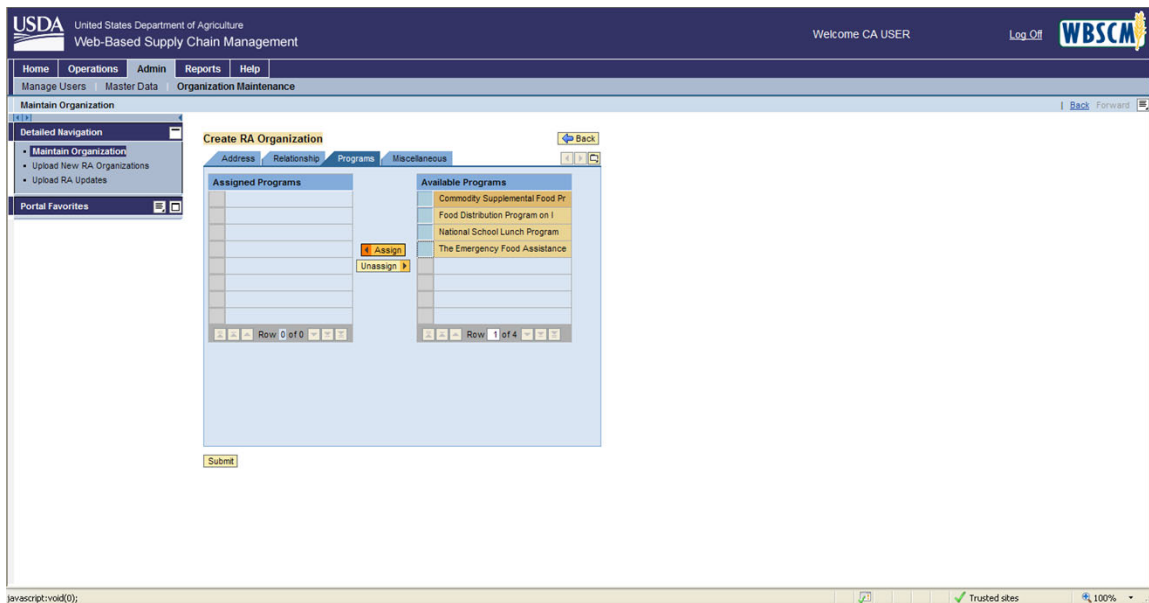 USDA United States Department of Agriculture
Web-Based Supply Chain Management
Welcome CA USER
Log Off
WBSCM
Home Operations Admin Reports Help
Manage Users Master Data Organization Maintenance
Maintain Organization
Back Forward
Detailed Navigation
Maintain Organization
Upload New RA Organizations
Upload RA Updates
Portal Favorites
Create RA Organization
Back
Address Relationship Programs Miscellaneous
Assigned Programs
Row 0 of 0
Assign
Unassign
Available Programs
Commodity Supplemental Food Pr
Food Distribution Program on I
National School Lunch Program
The Emergency Food Assistance
Row 1 of 4
Submit
javascript:void(0);
Trusted sites
100%